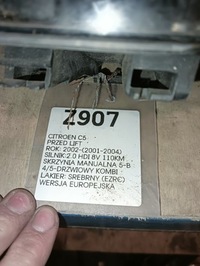 Z907
CITROEN C5
PRZED LIFT
ROK: 2002-(2001-2004)
SILNIK:2.0 HDI 8V 110KM
SKRZYNIA MANUALNA 5-B
4/5-DRZWIOWY KOMBI
LAKIER: SREBRNY (EZRC)
WERSJA EUROPEJSKA